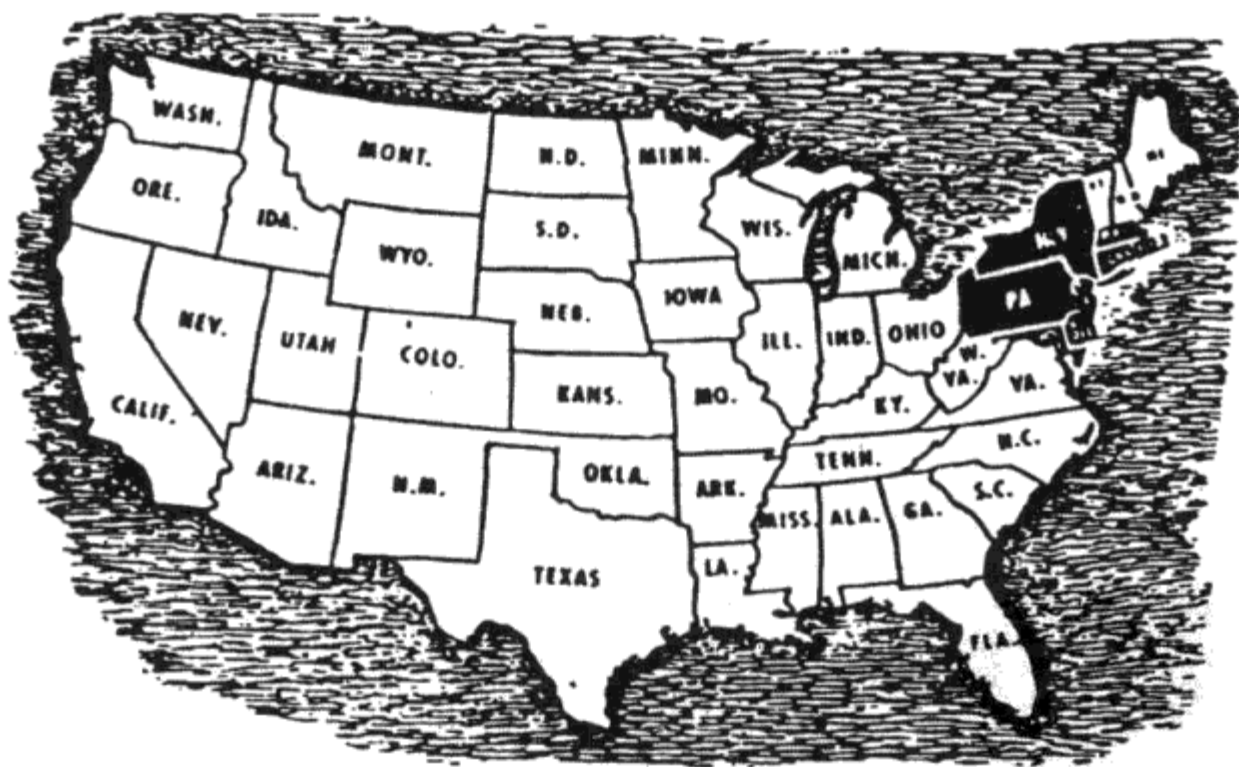 WASH.
MONT.
N.D.
MINN.
ORE.
IDA.
WYO.
S.D.
WIS.
MICH.
N.Y.
IOWA
NEB.
PA
NEV.
UTAH
COLO.
ILL.
IND.
OHIO
W.
VA.
VA.
KANS.
MO.
KY.
CALIF.
ARIZ.
N.M.
OKLA.
ARK.
TENN.
N.C.
S.C.
MISS.
ALA.
GA.
TEXAS
LA.
FLA.